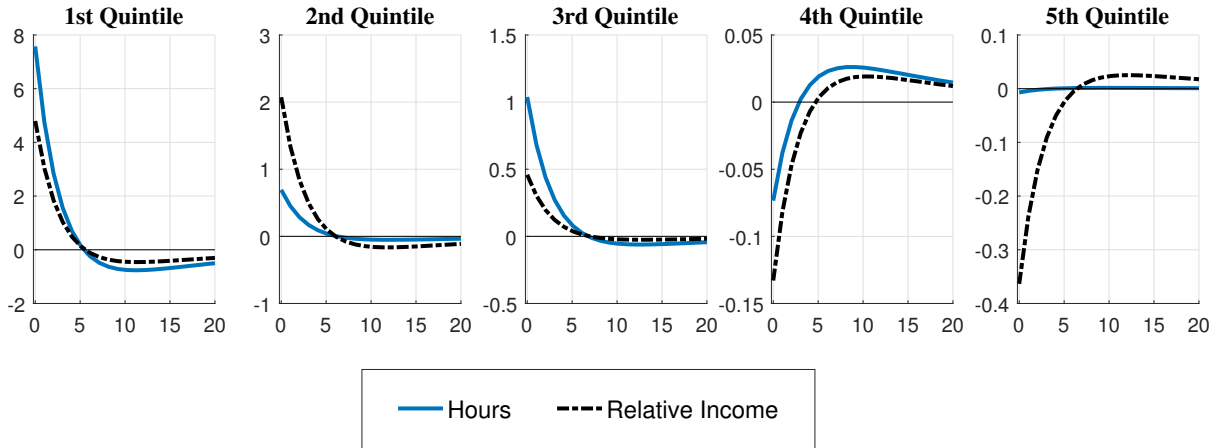 1st Quintile 2nd Quintile 3rd Quintile 4th Quintile 5th Quintile
8 3 1.5 0.05 0.1
6 2 1 0 0
4 1 0.5 -0.05 -0.1
2 0 0 -0.1 -0.2
0 -1 -0.5 -0.15 -0.3
-2 -0.4
0 5 10 15 20 0 5 10 15 20 0 5 10 15 20 0 5 10 15 20 0 5 10 15 20
Hours Relative Income